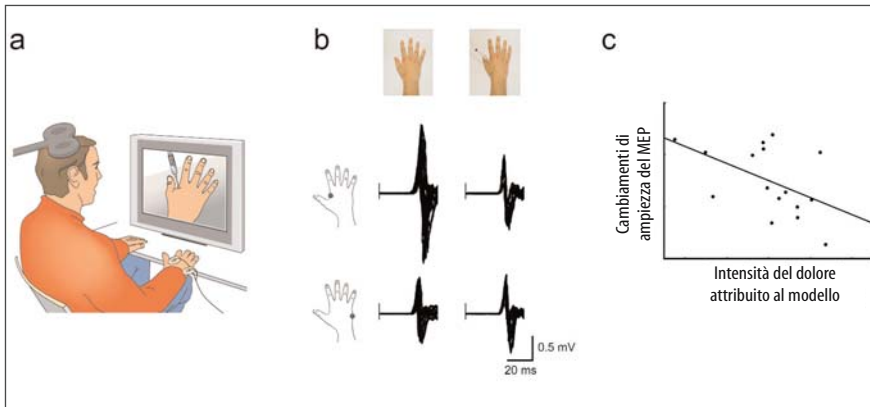 a
b
c
Cambiamenti di
ampiezza del MEP
Intensità del dolore
attribuito al modello
0.5 mV
20 ms